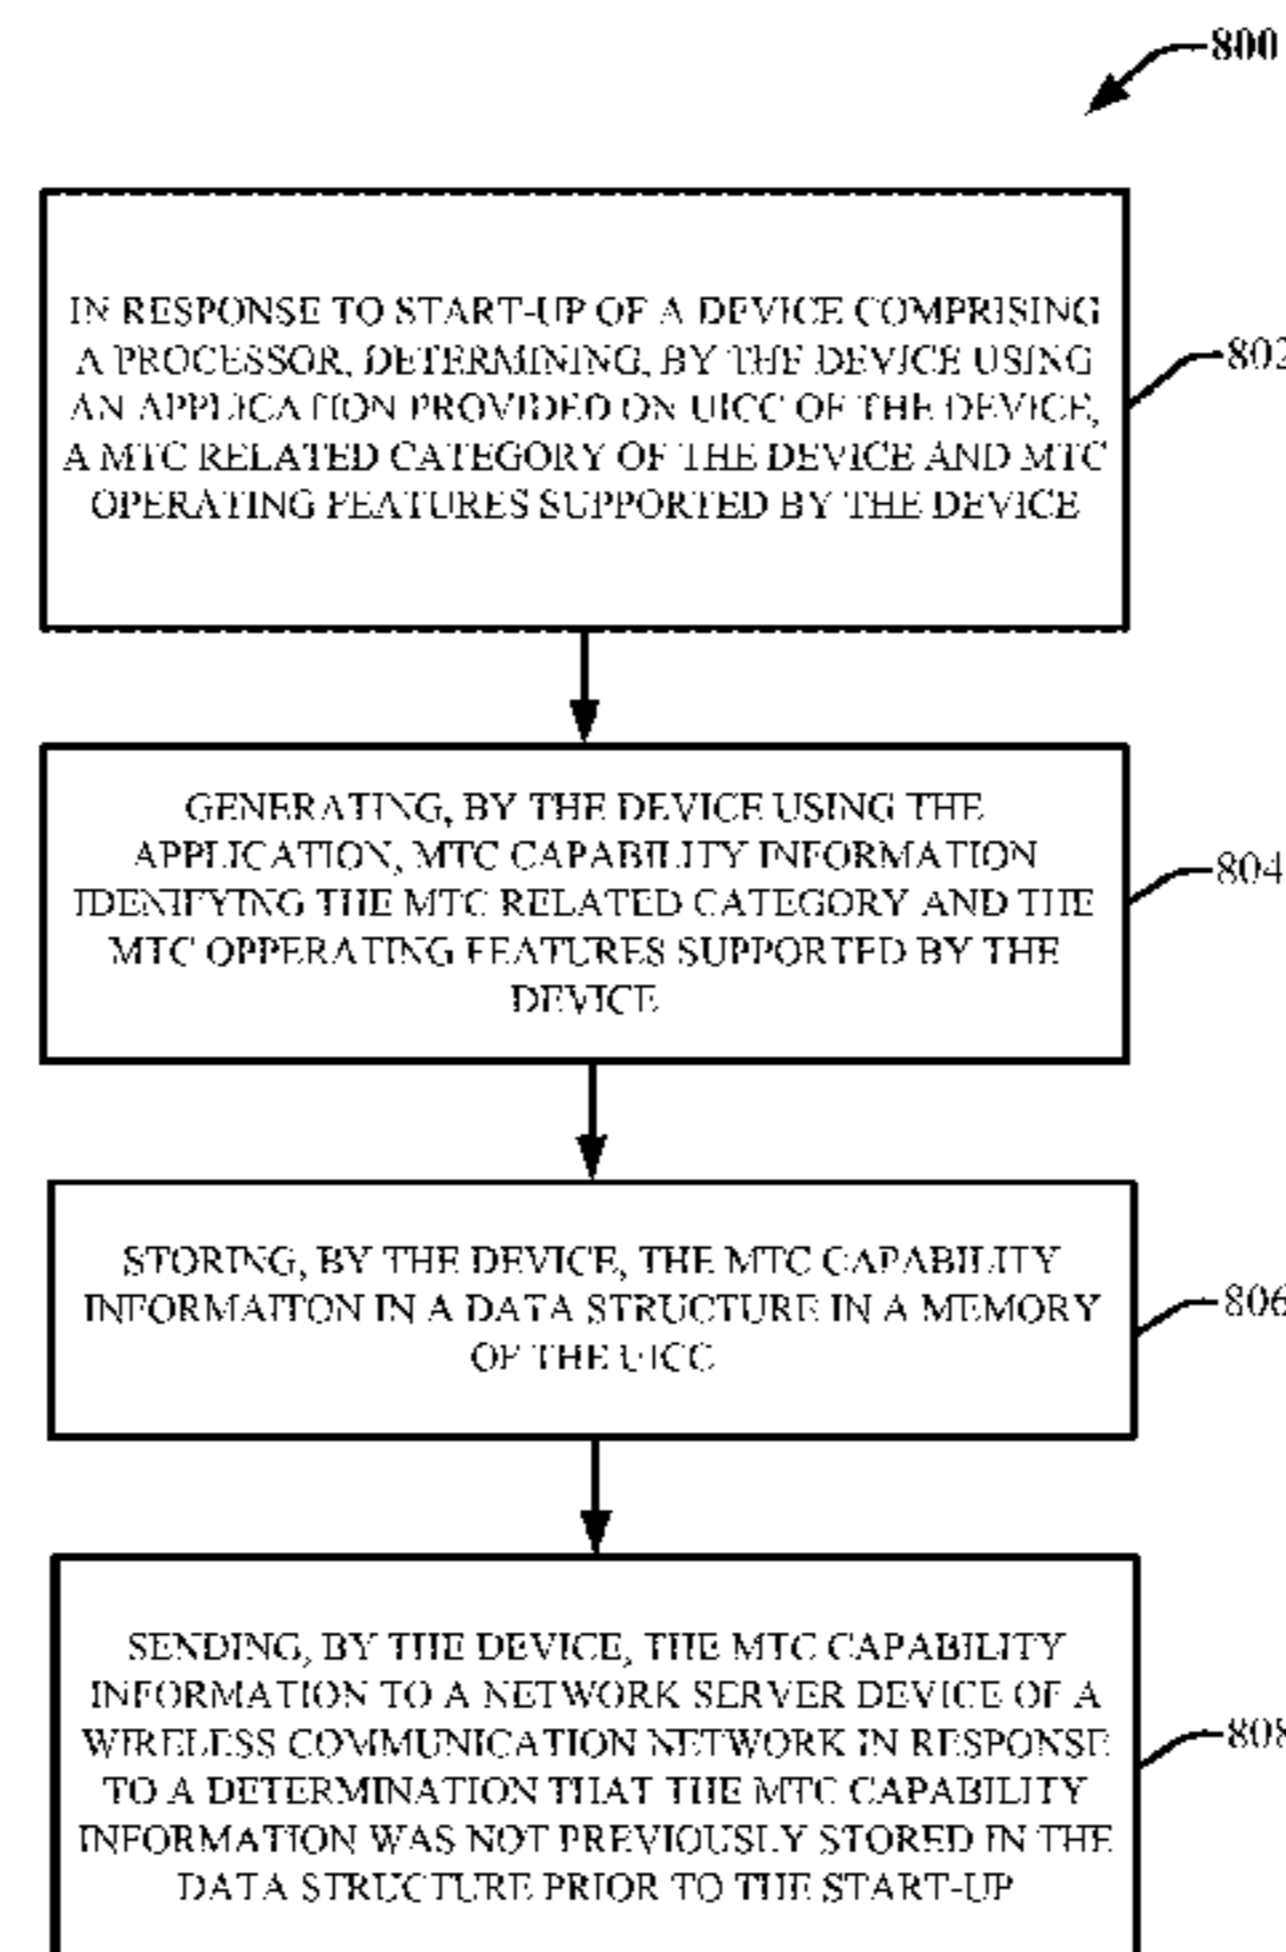 800
IN RESPONSE TO START-UP OF A DEVICE COMPRISING
A PROCESSOR, DETERMINING, BY THE DEVICE USING
AN APPLICATION PROVIDED ON UICC OF THE DEVICE,
A MTC RELATED CATEGORY OF THE DEVICE AND MTC
OPERATING FEATURES SUPPORTED BY THE DEVICE
802
GENERATING, BY THE DEVICE USING THE
APPLICATION, MTC CAPABILITY INFORMATION
IDENIFYING THE MTC RELATED CATEGORY AND THE
MTC OPPERATING FEATURES SUPPORTED BY THE
DEVICE
804
STORING, BY THE DEVICE, THE MTC CAPABILITY
INFORMAITON IN A DATA STRUCTURE IN A MEMORY
OF THE UICC
806
SENDING, BY THE DEVICE, THE MTC CAPABILITY
INFORMATION TO A NETWORK SERVER DEVICE OF A
WIRELESS COMMUNICATION NETWORK IN RESPONSE
TO A DETERMINATION THAT THE MTC CAPABILITY
INFORMATION WAS NOT PREVIOUSLY STORED IN THE
DATA STRUCTURE PRIOR TO THE START-UP
808